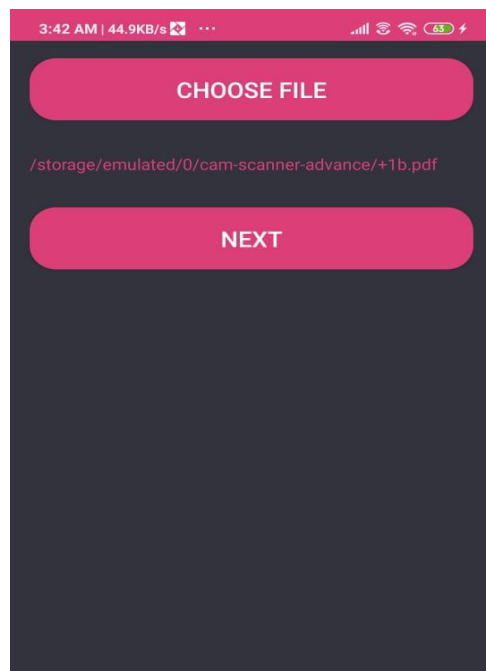 3:42 AM | 44.9KB/s ... 63
CHOOSE FILE
/storage/emulated/0/cam-scanner-advance/+1b.pdf
NEXT